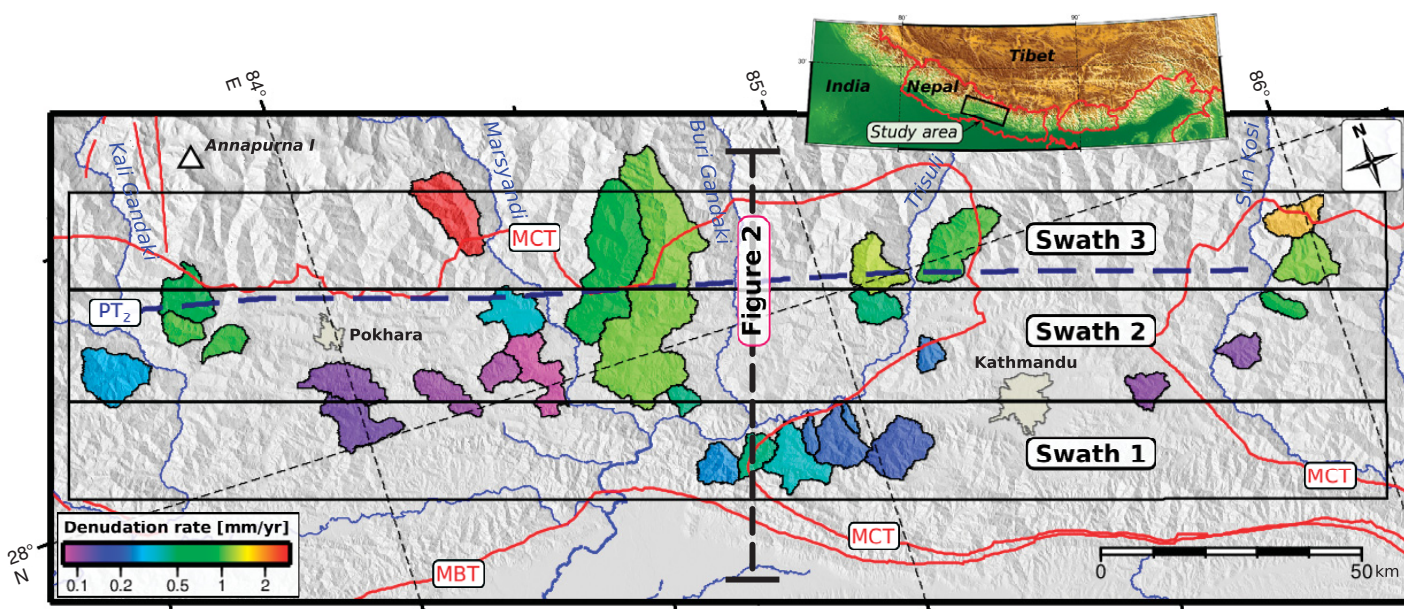 80°
90°
30°
Tibet
India
Nepal
Study area
84°
E
85°
86°
N
Annapurna I
Kali Gandaki
Marsyandi
Buri Gandaki
Trisuli
Sun Kosi
MCT
Swath 3
Figure 2
PT2
Pokhara
Swath 2
Kathmandu
Swath 1
MCT
Denudation rate [mm/yr]
0.1 0.2 0.5 1 2
28°
N
MBT
MCT
0 50km